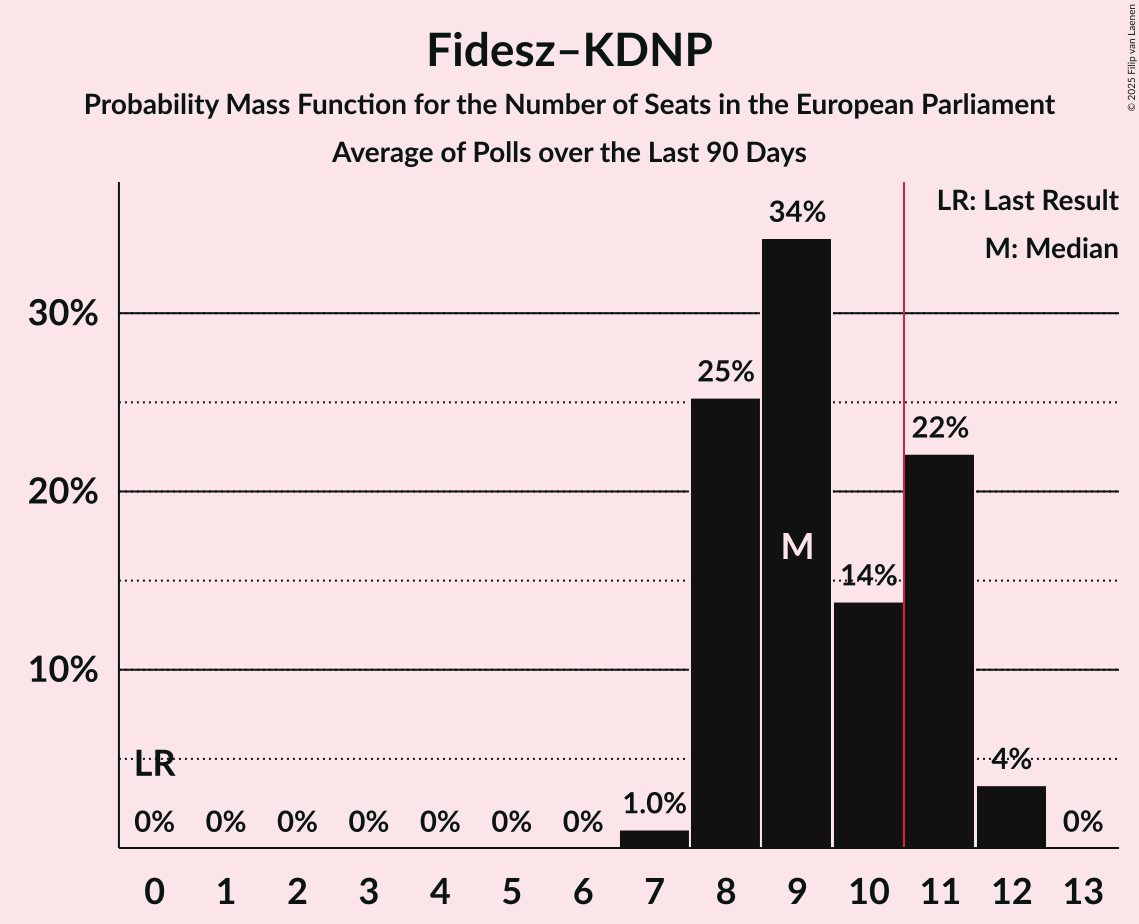 Fidesz–KDNP
Probability Mass Function for the Number of Seats in the European Parliament
Average of Polls over the Last 90 Days
© 2025 Filip van Laenen
LR: Last Result
M: Median
34%
30%
25%
22%
20%
M
14%
10%
LR
4%
1.0%
0% 0% 0% 0% 0% 0% 0% 0%
0 1 2 3 4 5 6 7 8 9 10 11 12 13